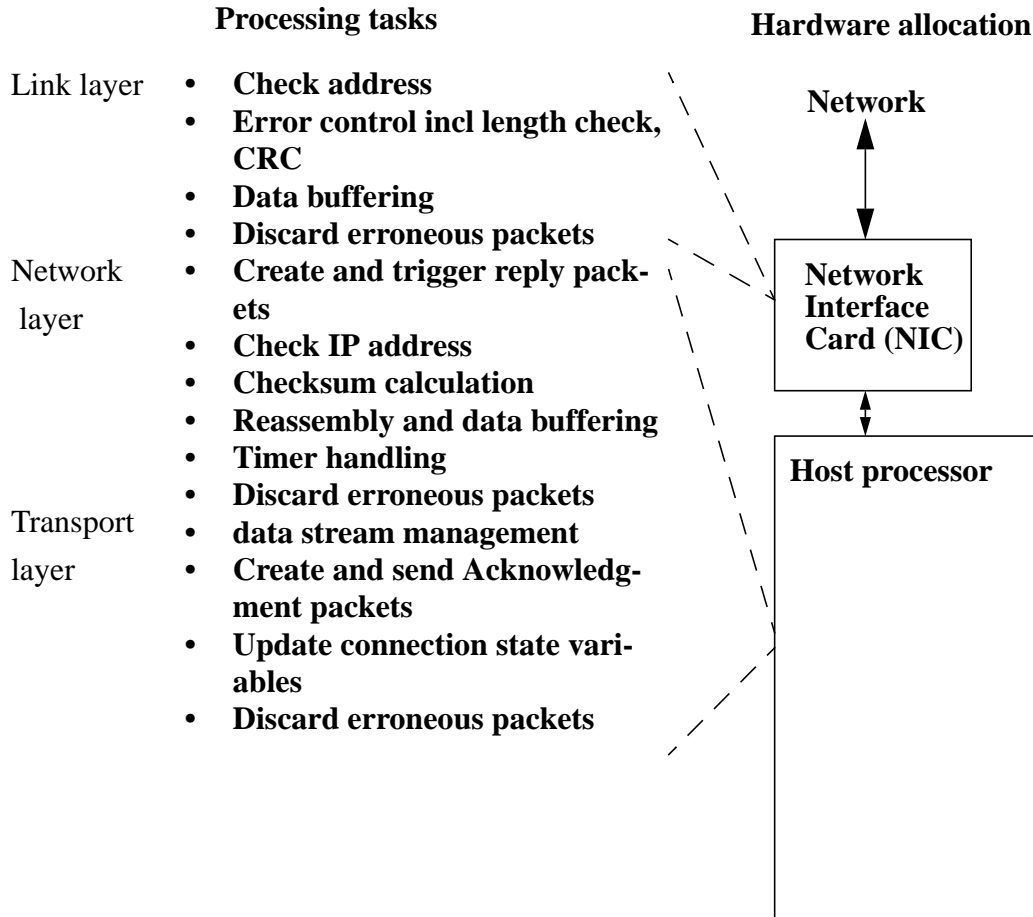 Processing tasks
Hardware allocation
Link layer
• Check address
• Error control incl length check,
CRC
• Data buffering
• Discard erroneous packets
Network
layer
• Create and trigger reply pack-
ets
• Check IP address
• Checksum calculation
• Reassembly and data buffering
• Timer handling
• Discard erroneous packets
Transport
layer
• data stream management
• Create and send Acknowledg-
ment packets
• Update connection state vari-
ables
• Discard erroneous packets
Network
Network
Interface
Card (NIC)
Host processor